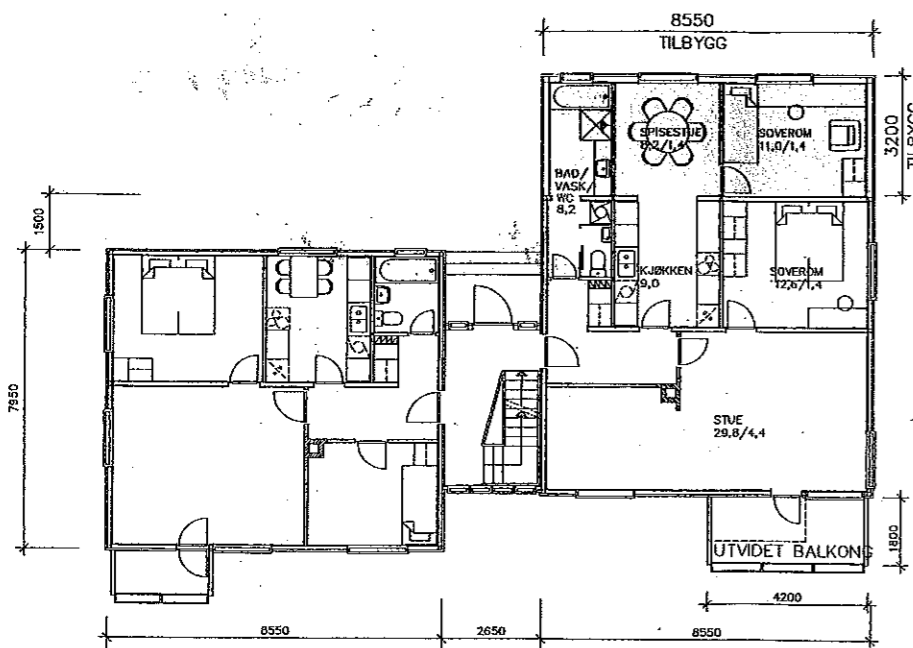 8550
TILBYGG
3200
TILBYGG
SPISESTUE
8,2/1,4
SOVEROM
11,0/1,4
BAD/
VASK/
WC
8,2
1500
KJØKKEN
9,0
SOVEROM
12,6/1,4
7950
STUE
29,8/4,4
UTVIDET BALKONG
1800
4200
8550
2650
8550